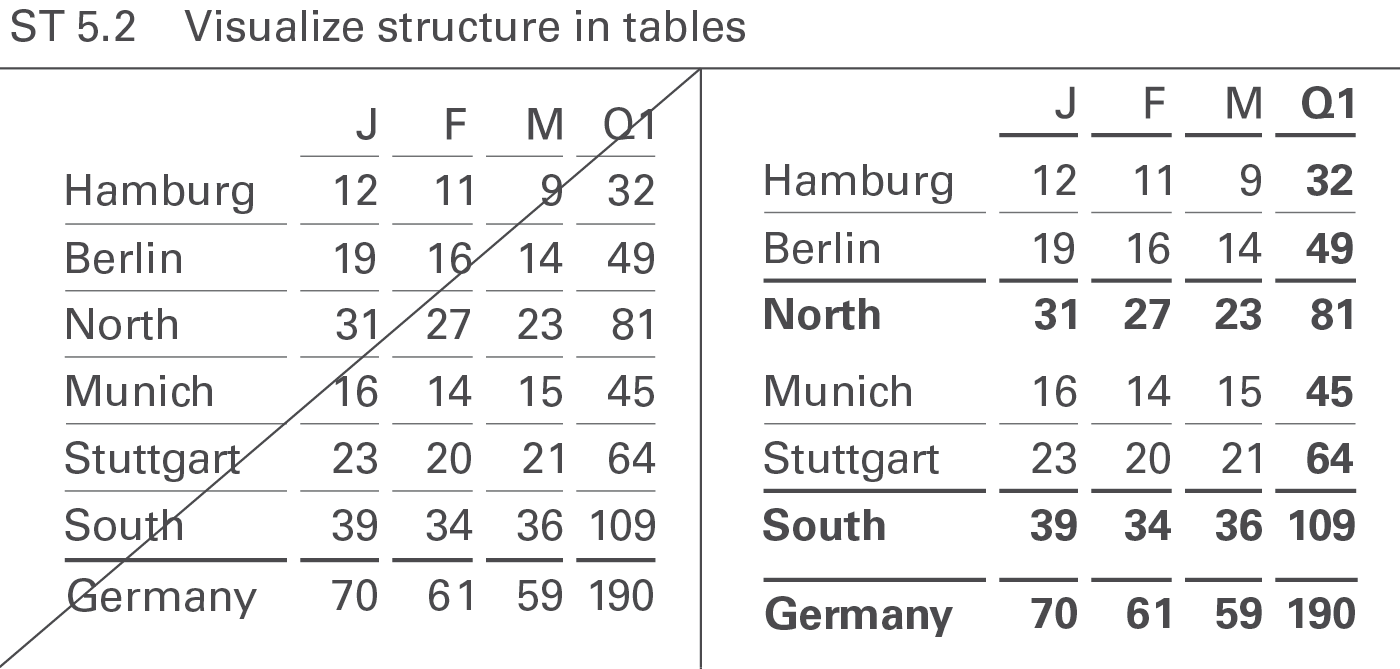 ST 5.2 Visualize structure in tables
J F M Q1
Hamburg 12 11 9 32
Berlin 19 16 14 49
North 31 27 23 81
Munich 16 14 15 45
Stuttgart 23 20 21 64
South 39 34 36 109
Germany 70 61 59 190
J F M Q1
Hamburg 12 11 9 32
Berlin 19 16 14 49
North 31 27 23 81
Munich 16 14 15 45
Stuttgart 23 20 21 64
South 39 34 36 109
Germany 70 61 59 190